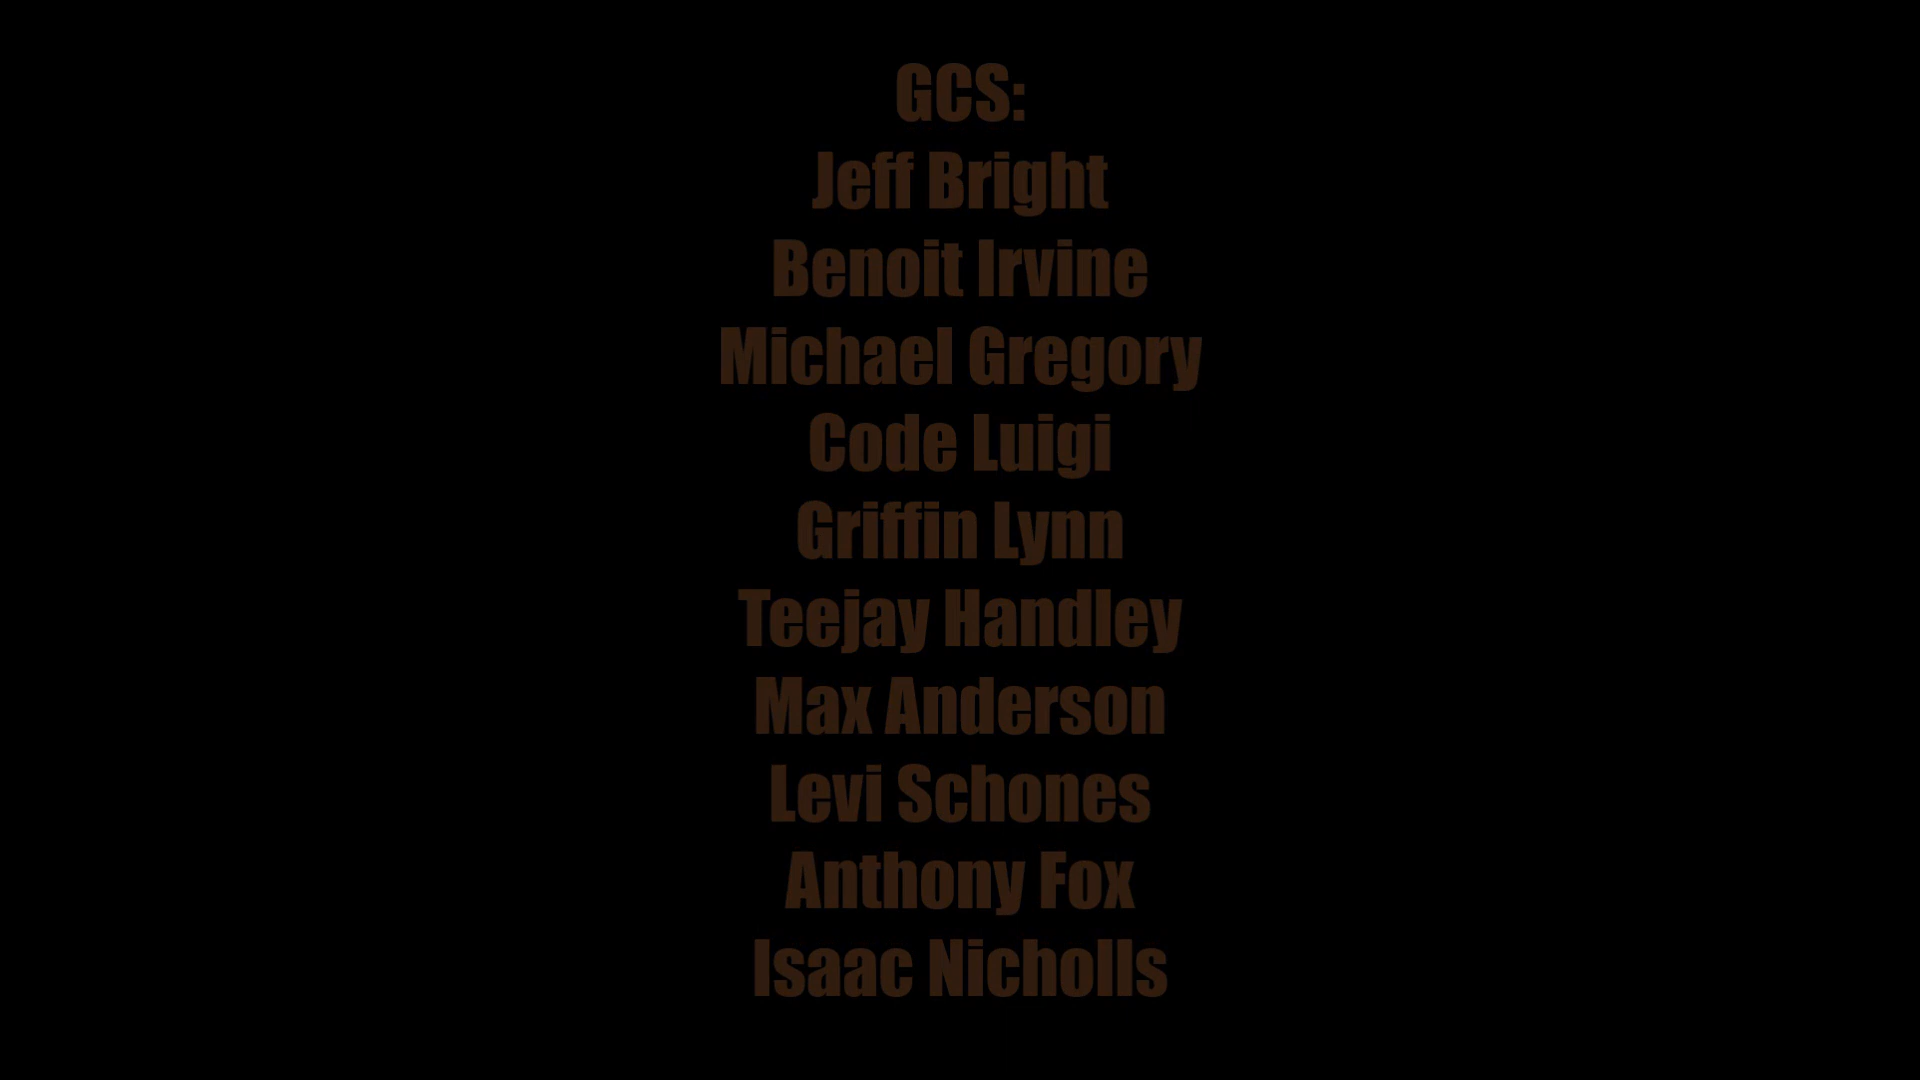 GCS:
Jeff Bright
Benoit Irvine
Michael Gregory
Code Luigi
Griffin Lynn
Teejay Handley
Max Anderson
Levi Schones
Anthony Fox
Isaac Nicholls